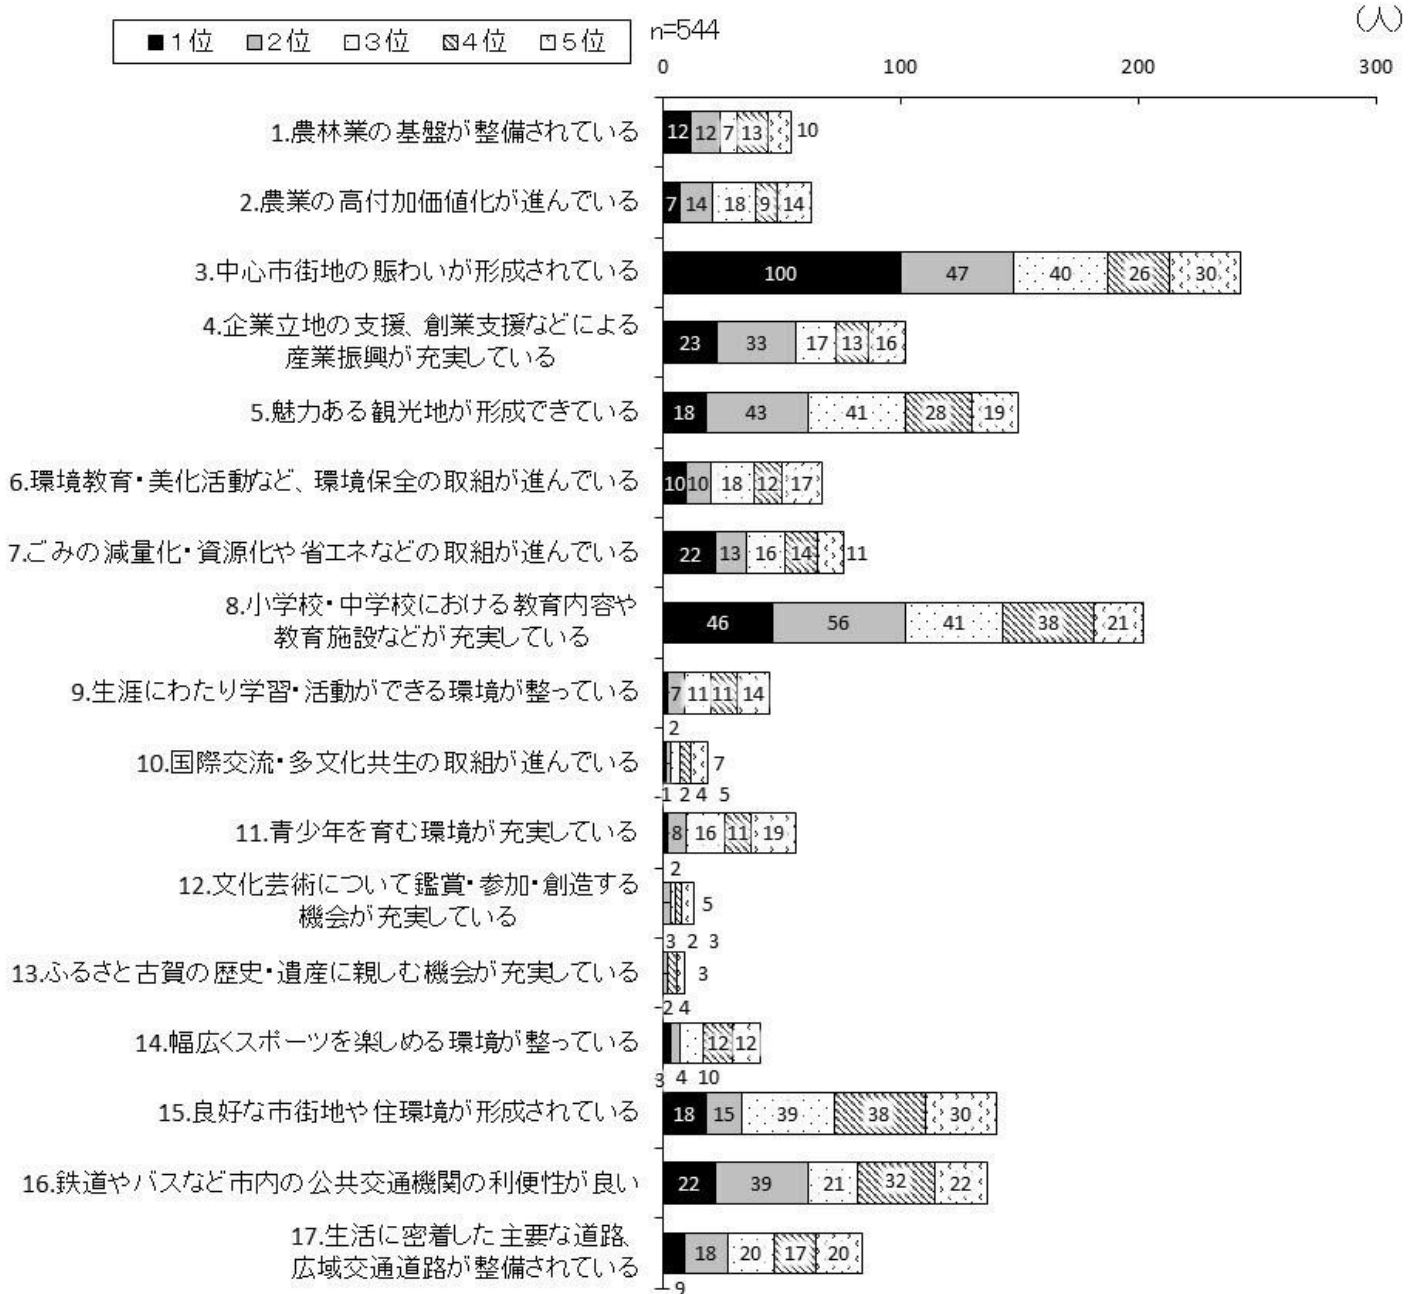 ■1位 ■2位 □3位 ▧4位 □5位
n=544
(人)
0 100 200 300
1.農林業の基盤が整備されている
12 12 7 13 10
2.農業の高付加価値化が進んでいる
7 14 18 9 14
3.中心市街地の賑わいが形成されている
100 47 40 26 30
4.企業立地の支援、創業支援などによる
産業振興が充実している
23 33 17 13 16
5.魅力ある観光地が形成できている
18 43 41 28 19
6.環境教育・美化活動など、環境保全の取組が進んでいる
10 10 18 12 17
7.ごみの減量化・資源化や省エネなどの取組が進んでいる
22 13 16 14 11
8.小学校・中学校における教育内容や
教育施設などが充実している
46 56 41 38 21
9.生涯にわたり学習・活動ができる環境が整っている
7 11 11 14
2
10.国際交流・多文化共生の取組が進んでいる
7
1 2 4 5
11.青少年を育む環境が充実している
8 16 11 19
2
12.文化芸術について鑑賞・参加・創造する
機会が充実している
5
3 2 3
13.ふるさと古賀の歴史・遺産に親しむ機会が充実している
3
2 4
14.幅広くスポーツを楽しめる環境が整っている
12 12
3 4 10
15.良好な市街地や住環境が形成されている
18 15 39 38 30
16.鉄道やバスなど市内の公共交通機関の利便性が良い
22 39 21 32 22
17.生活に密着した主要な道路、
広域交通道路が整備されている
18 20 17 20
9